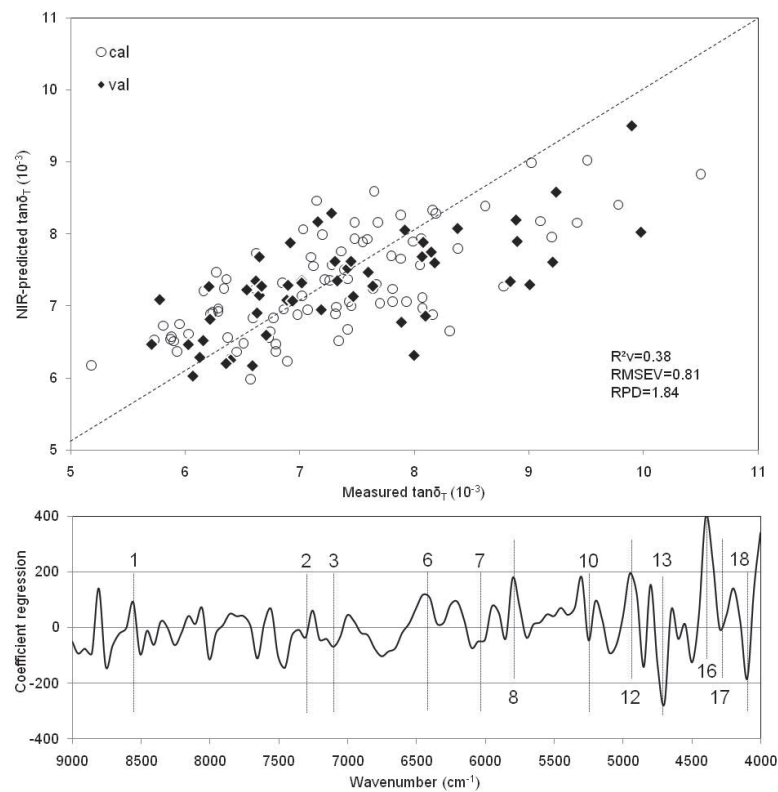 11
10
9
8
7
6
5
NIR-predicted tanδT (10⁻³)
cal
val
R²v=0.38
RMSEV=0.81
RPD=1.84
5 6 7 8 9 10 11
Measured tanδT (10⁻³)
400
200
0
-200
-400
Coefficient regression
1 2 3 6 7 10 13 18
8 12 16 17
9000 8500 8000 7500 7000 6500 6000 5500 5000 4500 4000
Wavenumber (cm⁻¹)